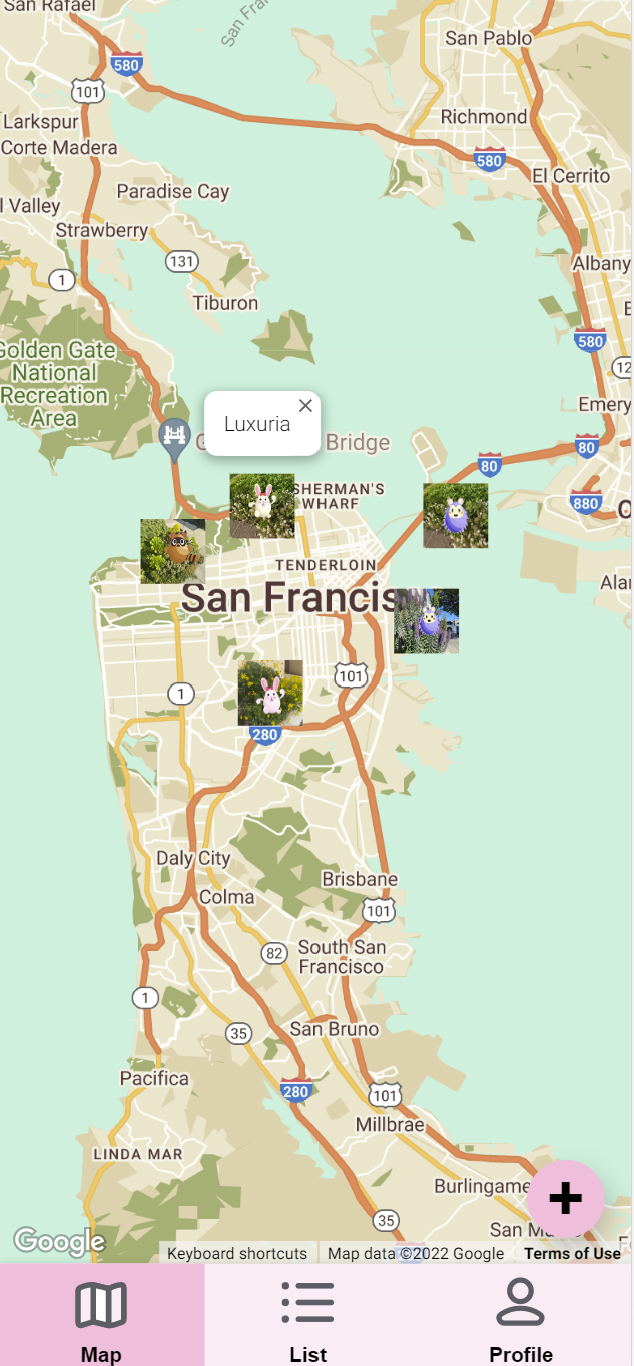 San Rafael
San Fra
San Pablo
580
101
Richmond
Larkspur
Corte Madera
580
El Cerrito
Paradise Cay
l Valley
Strawberry
131
Albany
1
Tiburon
580
Golden Gate
National
Recreation
Area
12
Emery
Luxuria
G Bridge
80
80
SHERMAN'S
WHARF
880
O
TENDERLOIN
Alar
San Francis
101
1
280
Daly City
Brisbane
Colma
101
82
South San
Francisco
1
35
San Bruno
Pacifica
280
101
Millbrae
LINDA MAR
Burlingame
35
San M
Google
Keyboard shortcuts
Map data ©2022 Google
Terms of Use
Map
List
Profile